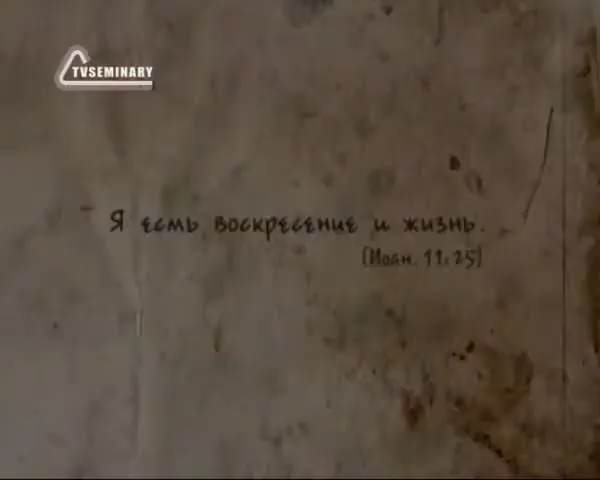 TVSEMINARY
Я есмь воскресение и жизнь.
(Иоан. 11:25)